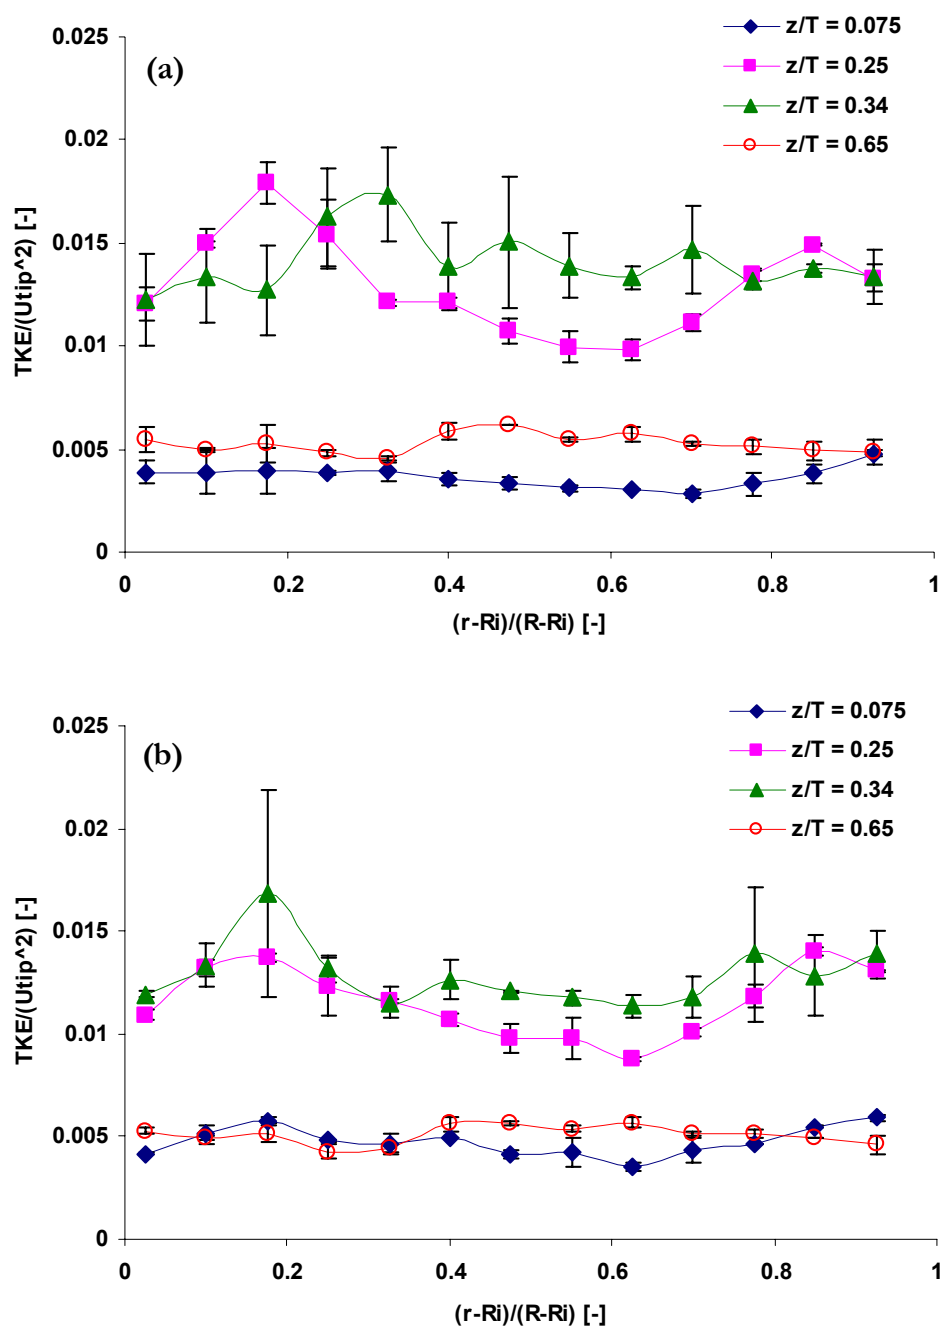 z/T = 0.075
z/T = 0.25
z/T = 0.34
z/T = 0.65
(a)
0.025
0.02
0.015
0.01
0.005
0
TKE/(Utip^2) [-]
0 0.2 0.4 0.6 0.8 1
(r-Ri)/(R-Ri) [-]
z/T = 0.075
z/T = 0.25
z/T = 0.34
z/T = 0.65
(b)
0.025
0.02
0.015
0.01
0.005
0
TKE/(Utip^2) [-]
0 0.2 0.4 0.6 0.8 1
(r-Ri)/(R-Ri) [-]